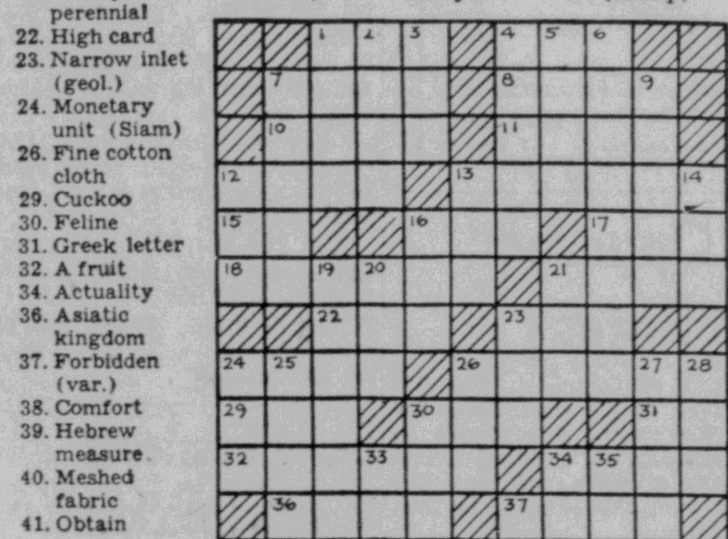 perennial
22. High card
23. Narrow inlet
(geol.)
24. Monetary
unit (Siam)
26. Fine cotton
cloth
29. Cuckoo
30. Feline
31. Greek letter
32. A fruit
34. Actuality
36. Asiatic
kingdom
37. Forbidden
(var.)
38. Comfort
39. Hebrew
measure.
40. Meshed
fabric
41. Obtain
1 2 3 4 5 6
7 8 9
10 11
12 13 14
15 16 17
18 19 20 21
22 23
24 25 26 27 28
29 30 31
32 33 34 35
36 37